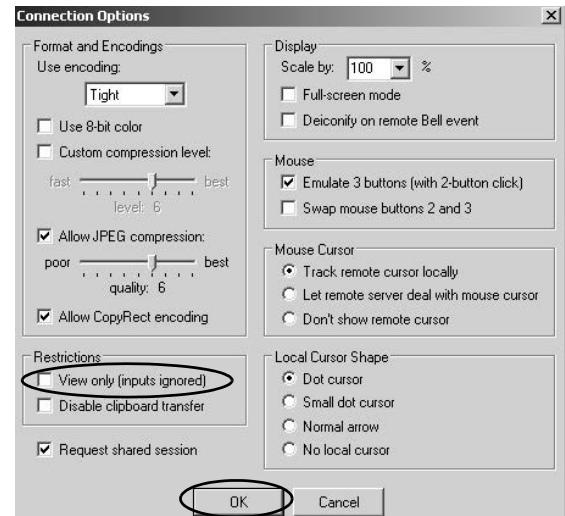 Connection Options
Format and Encodings
Use encoding:
Tight
Use 8-bit color
Custom compression level:
fast best
level: 6
Allow JPEG compression:
poor best
quality: 6
Allow CopyRect encoding
Restrictions
View only (inputs ignored)
Disable clipboard transfer
Request shared session
Display
Scale by: 100 %
Full-screen mode
Deiconify on remote Bell event
Mouse
Emulate 3 buttons (with 2-button click)
Swap mouse buttons 2 and 3
Mouse Cursor
Track remote cursor locally
Let remote server deal with mouse cursor
Don't show remote cursor
Local Cursor Shape
Dot cursor
Small dot cursor
Normal arrow
No local cursor
OK Cancel